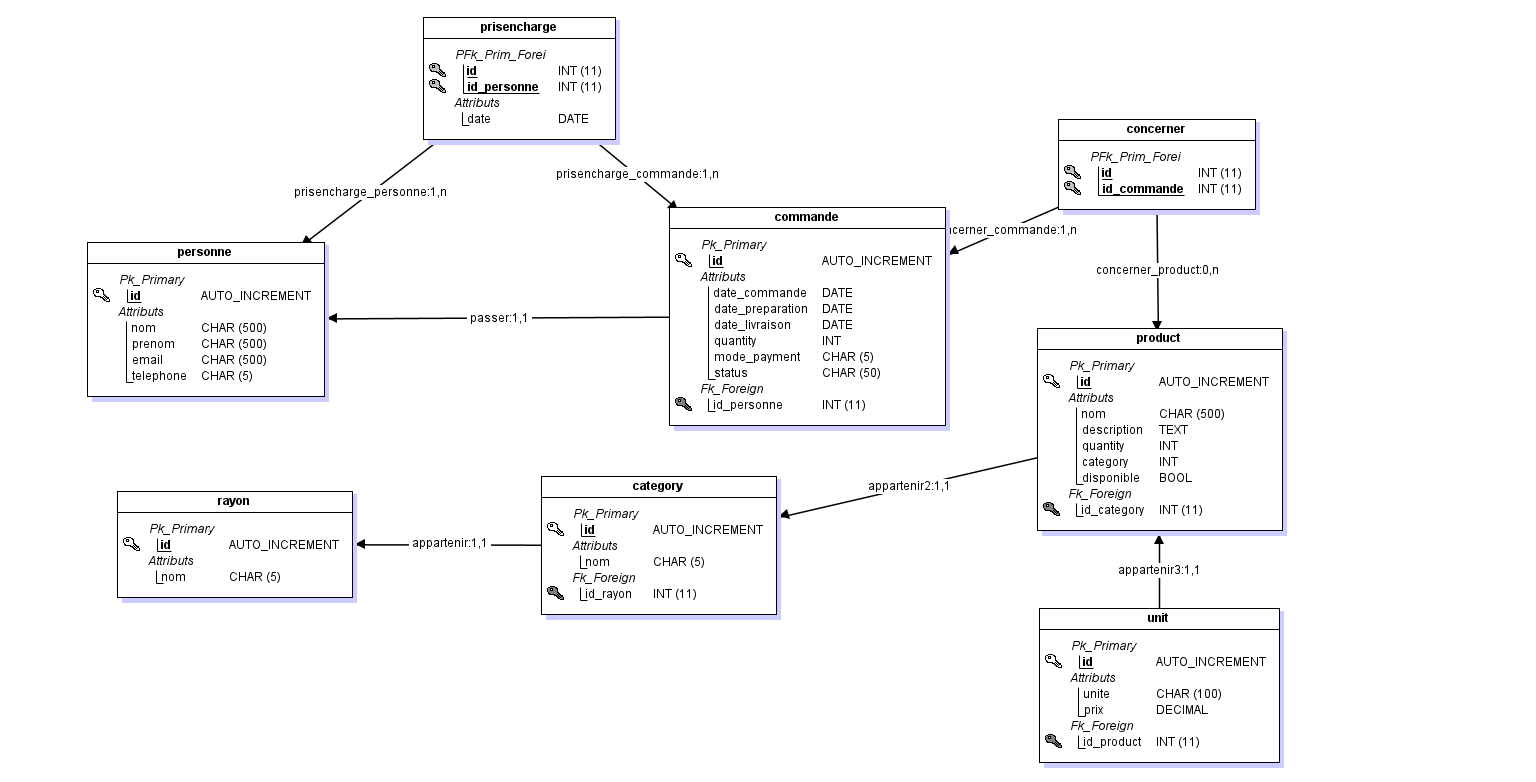 prisencharge
PFk_Prim_Forei
id INT (11)
id_personne INT (11)
Attributs
date DATE
prisencharge_personne:1,n
prisencharge_commande:1,n
concerner
PFk_Prim_Forei
id INT (11)
id_commande INT (11)
ncerner_commande:1,n
concerner_product:0,n
personne
Pk_Primary
id AUTO_INCREMENT
Attributs
nom CHAR (500)
prenom CHAR (500)
email CHAR (500)
telephone CHAR (5)
passer:1,1
commande
Pk_Primary
id AUTO_INCREMENT
Attributs
date_commande DATE
date_preparation DATE
date_livraison DATE
quantity INT
mode_payment CHAR (5)
status CHAR (50)
Fk_Foreign
id_personne INT (11)
product
Pk_Primary
id AUTO_INCREMENT
Attributs
nom CHAR (500)
description TEXT
quantity INT
category INT
disponible BOOL
Fk_Foreign
id_category INT (11)
appartenir2:1,1
rayon
Pk_Primary
id AUTO_INCREMENT
Attributs
nom CHAR (5)
appartenir:1,1
category
Pk_Primary
id AUTO_INCREMENT
Attributs
nom CHAR (5)
Fk_Foreign
id_rayon INT (11)
appartenir3:1,1
unit
Pk_Primary
id AUTO_INCREMENT
Attributs
unite CHAR (100)
prix DECIMAL
Fk_Foreign
id_product INT (11)